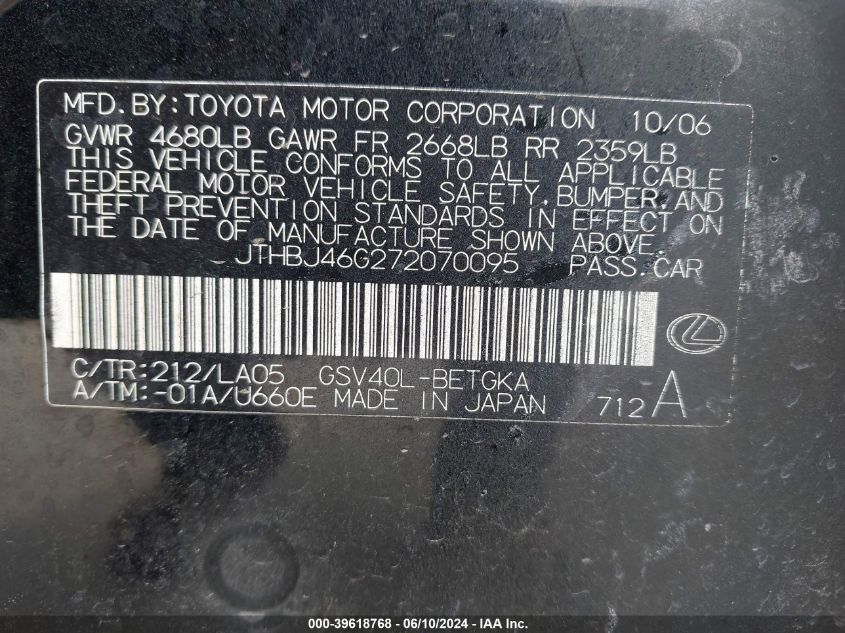 MFD.BY:TOYOTA MOTOR CORPORATION 10/06
GVWR 4680LB GAWR FR 2668LB RR 2359LB
THIS VEHICLE CONFORMS TO ALL APPLICABLE
FEDERAL MOTOR VEHICLE SAFETY,BUMPER,AND
THEFT PREVENTION STANDARDS IN EFFECT ON
THE DATE OF MANUFACTURE SHOWN ABOVE.
JTHBJ46G272070095 PASS.CAR
C/TR:212/LA05 GSV40L-BETGKA
A/TM:-01A/U660E MADE IN JAPAN 712A
000-39618768 - 06/10/2024 - IAA Inc.